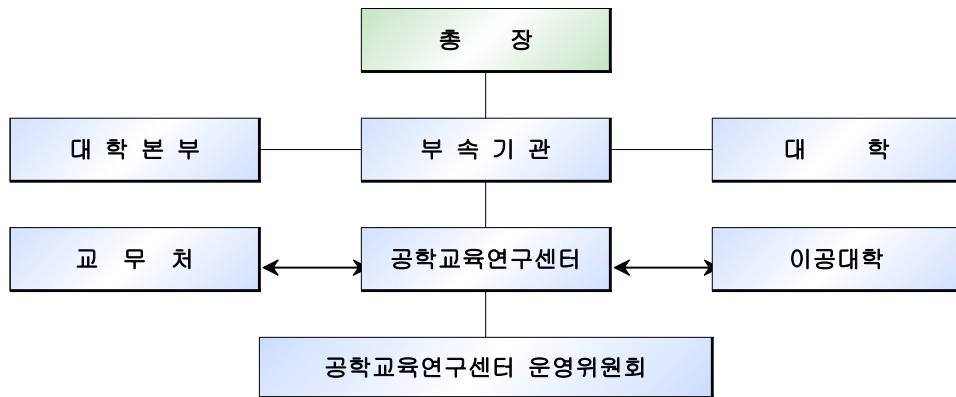 총 장
대 학 본 부
부 속 기 관
대 학
교 무 처
공학교육연구센터
이공대학
공학교육연구센터 운영위원회